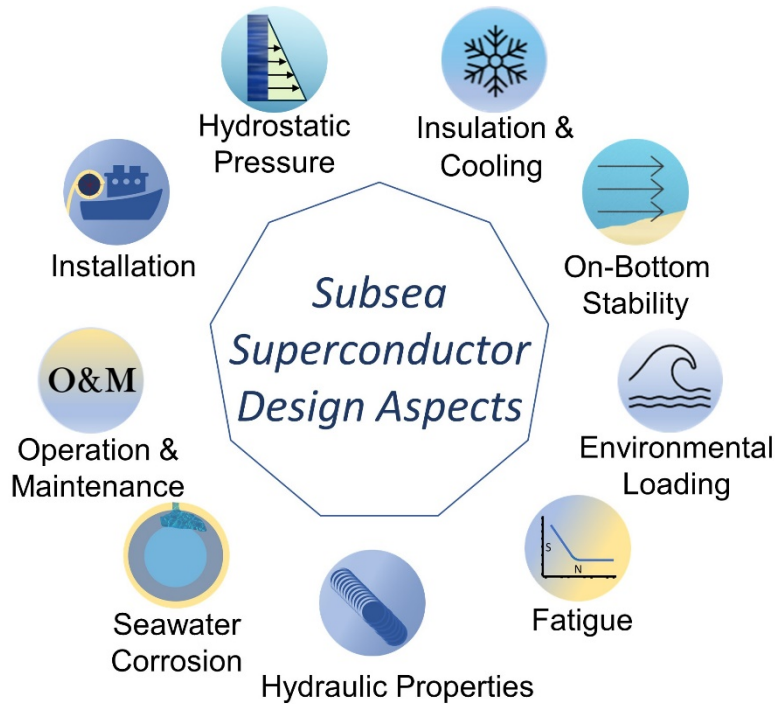 Hydrostatic
Pressure
Insulation &
Cooling
On-Bottom
Stability
Environmental
Loading
S
N
Fatigue
Hydraulic Properties
Seawater
Corrosion
O&M
Operation &
Maintenance
Installation
Subsea
Superconductor
Design Aspects